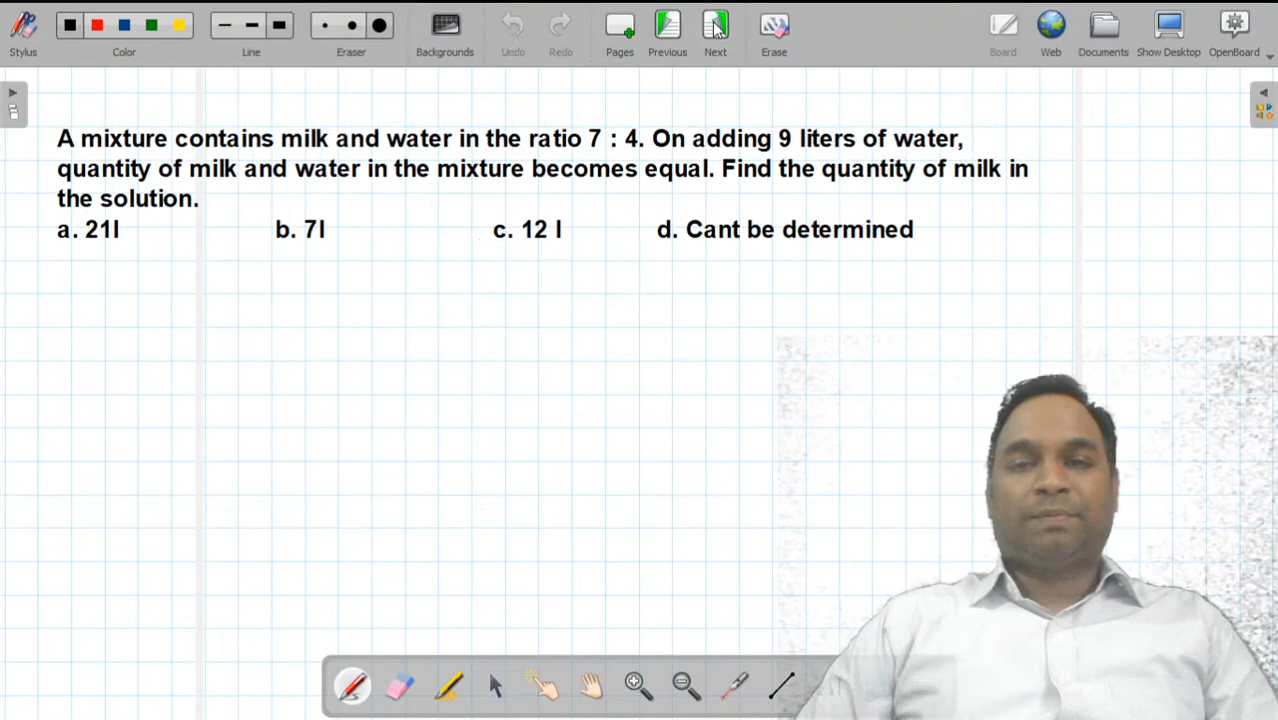 Stylus Color Line Eraser Backgrounds Undo Redo Pages Previous Next Erase Board Web Documents Show Desktop OpenBoard
A mixture contains milk and water in the ratio 7 : 4. On adding 9 liters of water,
quantity of milk and water in the mixture becomes equal. Find the quantity of milk in
the solution.
a. 21l b. 7l c. 12 l d. Cant be determined